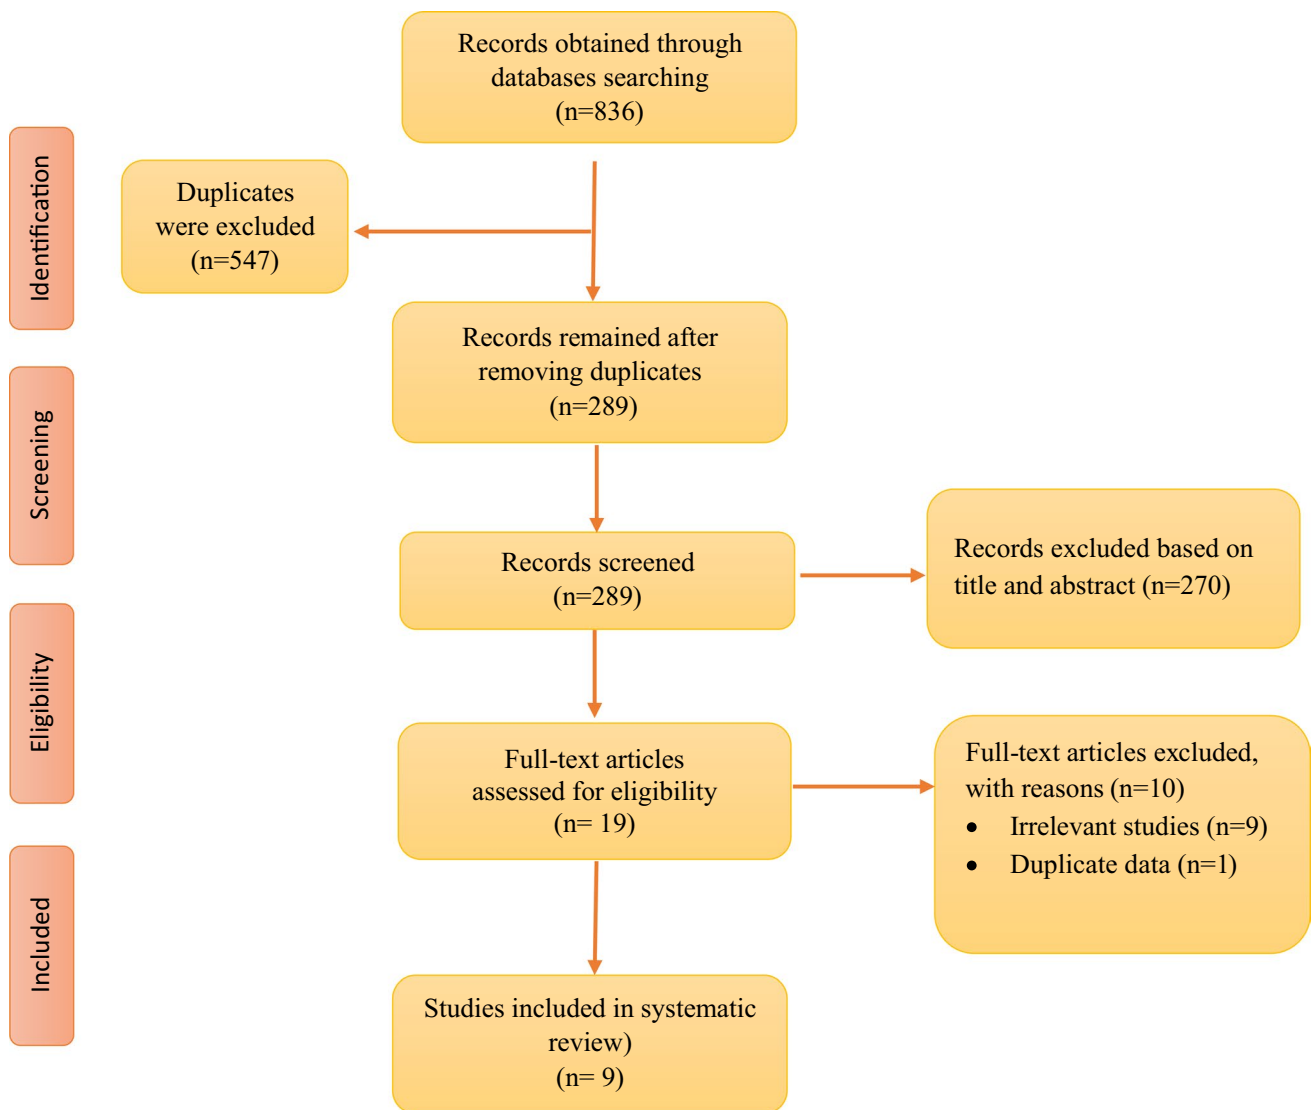 Records obtained through
databases searching
(n=836)
Identification
Duplicates
were excluded
(n=547)
Records remained after
removing duplicates
(n=289)
Screening
Records screened
(n=289)
Records excluded based on
title and abstract (n=270)
Eligibility
Full-text articles
assessed for eligibility
(n= 19)
Full-text articles excluded,
with reasons (n=10)
• Irrelevant studies (n=9)
• Duplicate data (n=1)
Included
Studies included in systematic
review)
(n= 9)